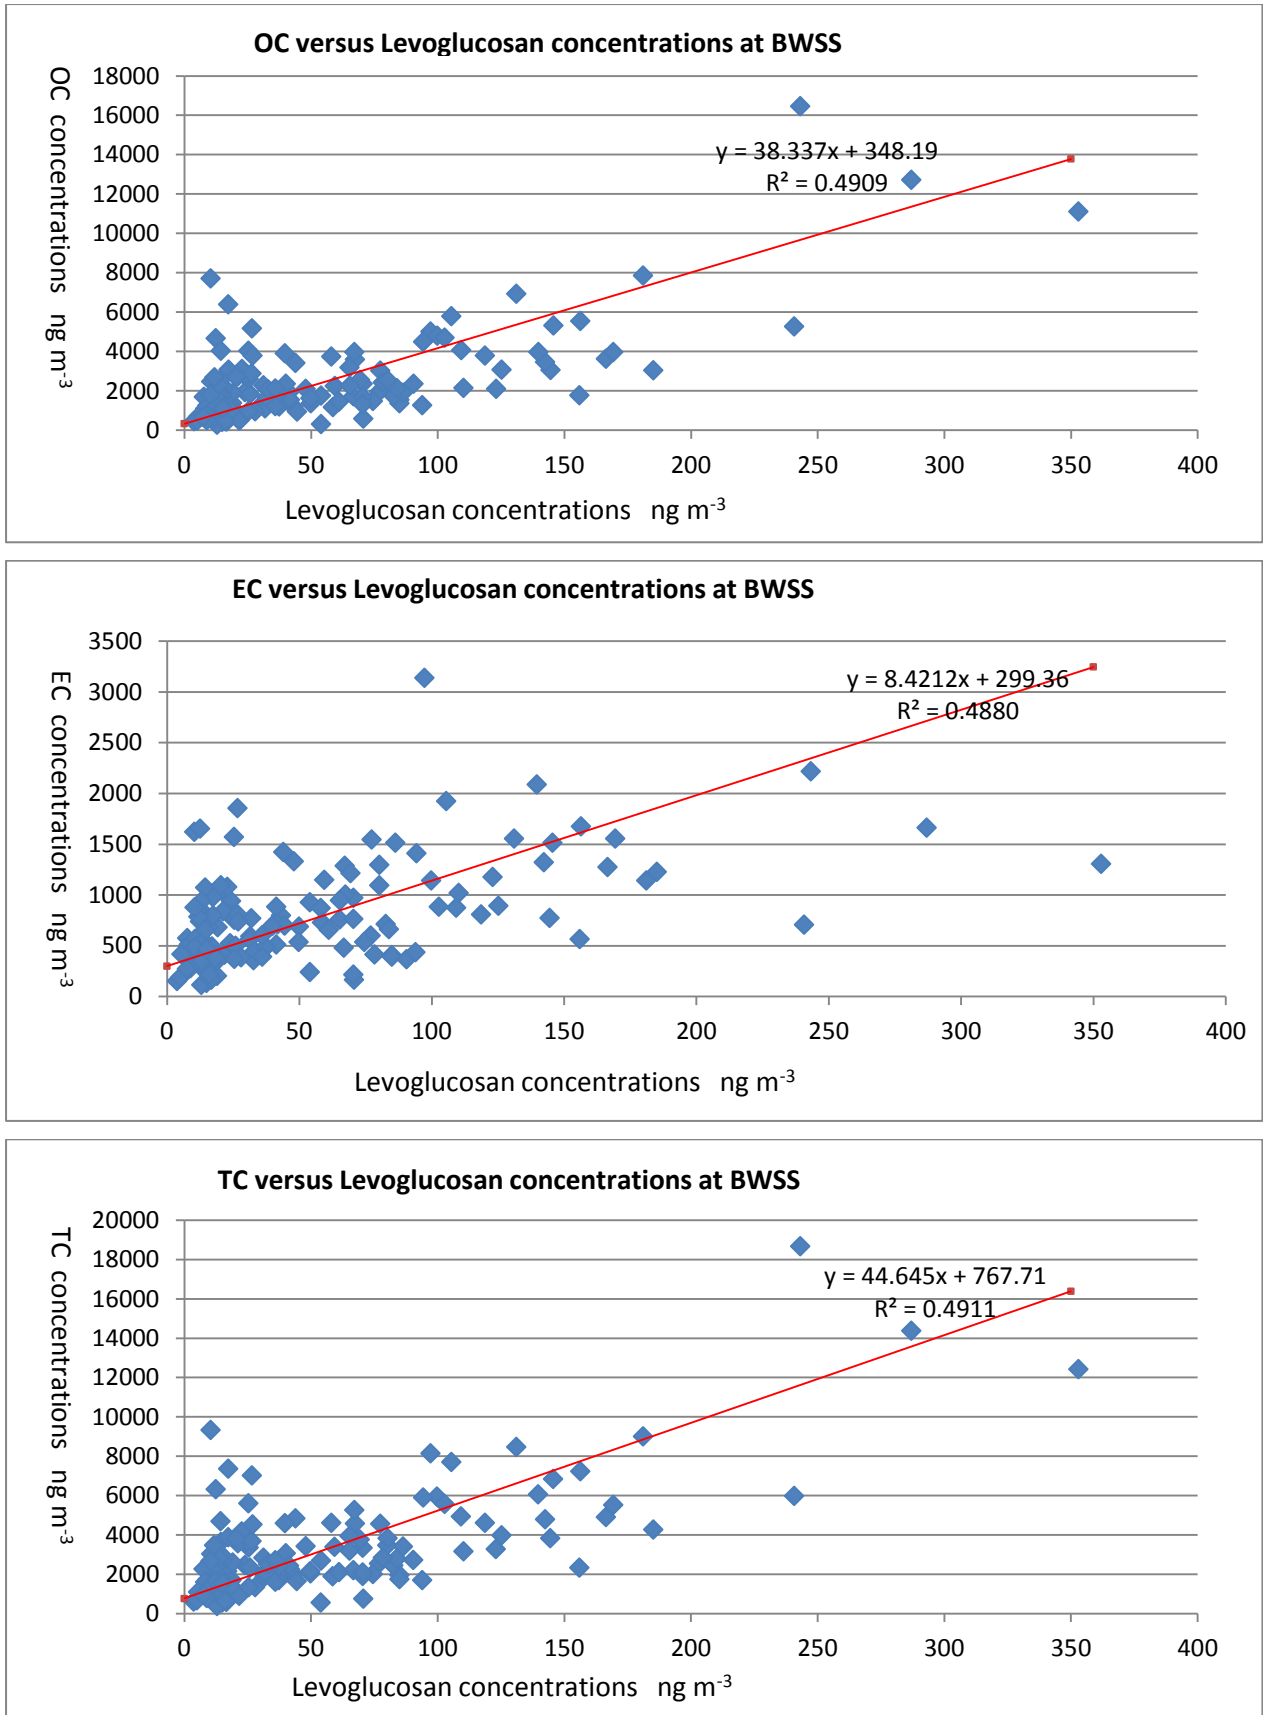 OC versus Levoglucosan concentrations at BWSS
OC concentrations ng m⁻³
18000
16000
14000
12000
10000
8000
6000
4000
2000
0
y = 38.337x + 348.19
R² = 0.4909
0 50 100 150 200 250 300 350 400
Levoglucosan concentrations ng m⁻³
EC versus Levoglucosan concentrations at BWSS
EC concentrations ng m⁻³
3500
3000
2500
2000
1500
1000
500
0
y = 8.4212x + 299.36
R² = 0.4880
0 50 100 150 200 250 300 350 400
Levoglucosan concentrations ng m⁻³
TC versus Levoglucosan concentrations at BWSS
TC concentrations ng m⁻³
20000
18000
16000
14000
12000
10000
8000
6000
4000
2000
0
y = 44.645x + 767.71
R² = 0.4911
0 50 100 150 200 250 300 350 400
Levoglucosan concentrations ng m⁻³